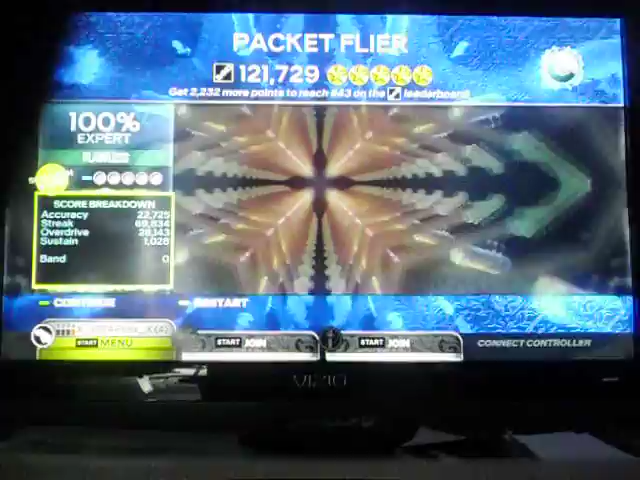 PACKET FLIER
121,729
Get 2,232 more points to reach #43 on the leaderboard!
100%
EXPERT
FLAWLESS
SCORE BREAKDOWN
Accuracy 22,725
Streak 69,834
Overdrive 28,143
Sustain 1,028
Band 0
CONTINUE RESTART
START MENU
START JOIN
START JOIN
CONNECT CONTROLLER
VIZIO